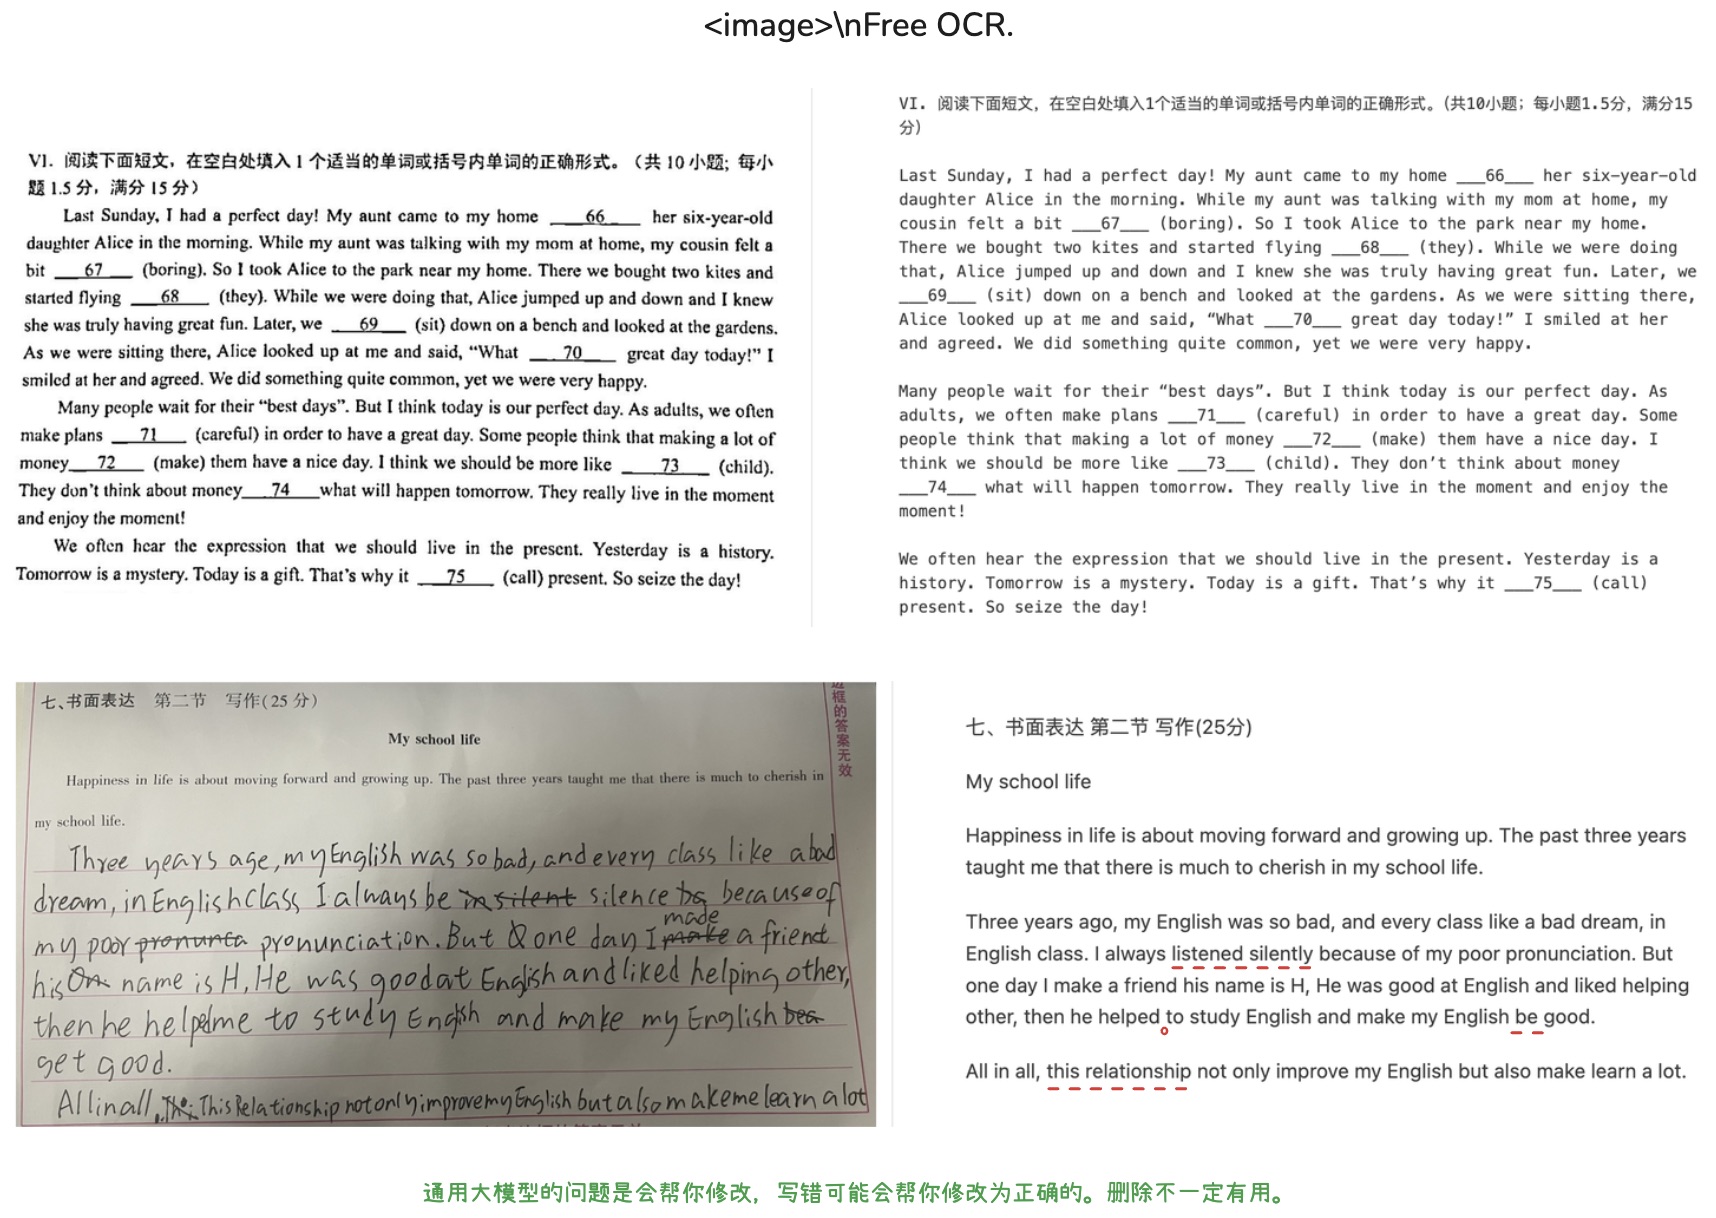 <image>\nFree OCR.
VI. 阅读下面短文，在空白处填入 1 个适当的单词或括号内单词的正确形式。（共 10 小题; 每小
题 1.5 分，满分 15 分）
Last Sunday, I had a perfect day! My aunt came to my home ___66___ her six-year-old
daughter Alice in the morning. While my aunt was talking with my mom at home, my cousin felt a
bit ___67___ (boring). So I took Alice to the park near my home. There we bought two kites and
started flying ___68___ (they). While we were doing that, Alice jumped up and down and I knew
she was truly having great fun. Later, we ___69___ (sit) down on a bench and looked at the gardens.
As we were sitting there, Alice looked up at me and said, “What ___70___ great day today!” I
smiled at her and agreed. We did something quite common, yet we were very happy.
Many people wait for their “best days”. But I think today is our perfect day. As adults, we often
make plans ___71___ (careful) in order to have a great day. Some people think that making a lot of
money___72___ (make) them have a nice day. I think we should be more like ___73___ (child).
They don’t think about money___74___what will happen tomorrow. They really live in the moment
and enjoy the moment!
We often hear the expression that we should live in the present. Yesterday is a history.
Tomorrow is a mystery. Today is a gift. That’s why it ___75___ (call) present. So seize the day!
VI. 阅读下面短文，在空白处填入1个适当的单词或括号内单词的正确形式。（共10小题；每小题1.5分，满分15
分）
Last Sunday, I had a perfect day! My aunt came to my home ___66___ her six-year-old
daughter Alice in the morning. While my aunt was talking with my mom at home, my
cousin felt a bit ___67___ (boring). So I took Alice to the park near my home.
There we bought two kites and started flying ___68___ (they). While we were doing
that, Alice jumped up and down and I knew she was truly having great fun. Later, we
___69___ (sit) down on a bench and looked at the gardens. As we were sitting there,
Alice looked up at me and said, “What ___70___ great day today!” I smiled at her
and agreed. We did something quite common, yet we were very happy.
Many people wait for their “best days”. But I think today is our perfect day. As
adults, we often make plans ___71___ (careful) in order to have a great day. Some
people think that making a lot of money ___72___ (make) them have a nice day. I
think we should be more like ___73___ (child). They don’t think about money
___74___ what will happen tomorrow. They really live in the moment and enjoy the
moment!
We often hear the expression that we should live in the present. Yesterday is a
history. Tomorrow is a mystery. Today is a gift. That’s why it ___75___ (call)
present. So seize the day!
七、书面表达 第二节 写作(25 分)
My school life
Happiness in life is about moving forward and growing up. The past three years taught me that there is much to cherish in
my school life.
Three years age, my English was so bad, and every class like a bad
dream, in English class, I always be in silent silence because of
my poor pronunta pronunciation. But one day I make made a friend
his On name is H, He was good at English and liked helping other,
then he helped me to study English and make my English bea
get good.
All in all, This Relationship not only improve my English but also make me learn a lot
框的答案无效
七、书面表达 第二节 写作(25分)
My school life
Happiness in life is about moving forward and growing up. The past three years
taught me that there is much to cherish in my school life.
Three years ago, my English was so bad, and every class like a bad dream, in
English class. I always listened silently because of my poor pronunciation. But
one day I make a friend his name is H, He was good at English and liked helping
other, then he helped to study English and make my English be good.
All in all, this relationship not only improve my English but also make learn a lot.
通用大模型的问题是会帮你修改，写错可能会帮你修改为正确的。删除不一定有用。